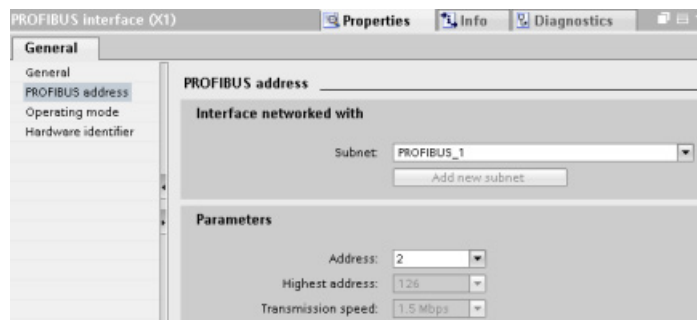 PROFIBUS interface (X1)
Properties
Info
Diagnostics
General
General
PROFIBUS address
Operating mode
Hardware identifier
PROFIBUS address
Interface networked with
Subnet: PROFIBUS_1
Add new subnet
Parameters
Address: 2
Highest address: 126
Transmission speed: 1.5 Mbps